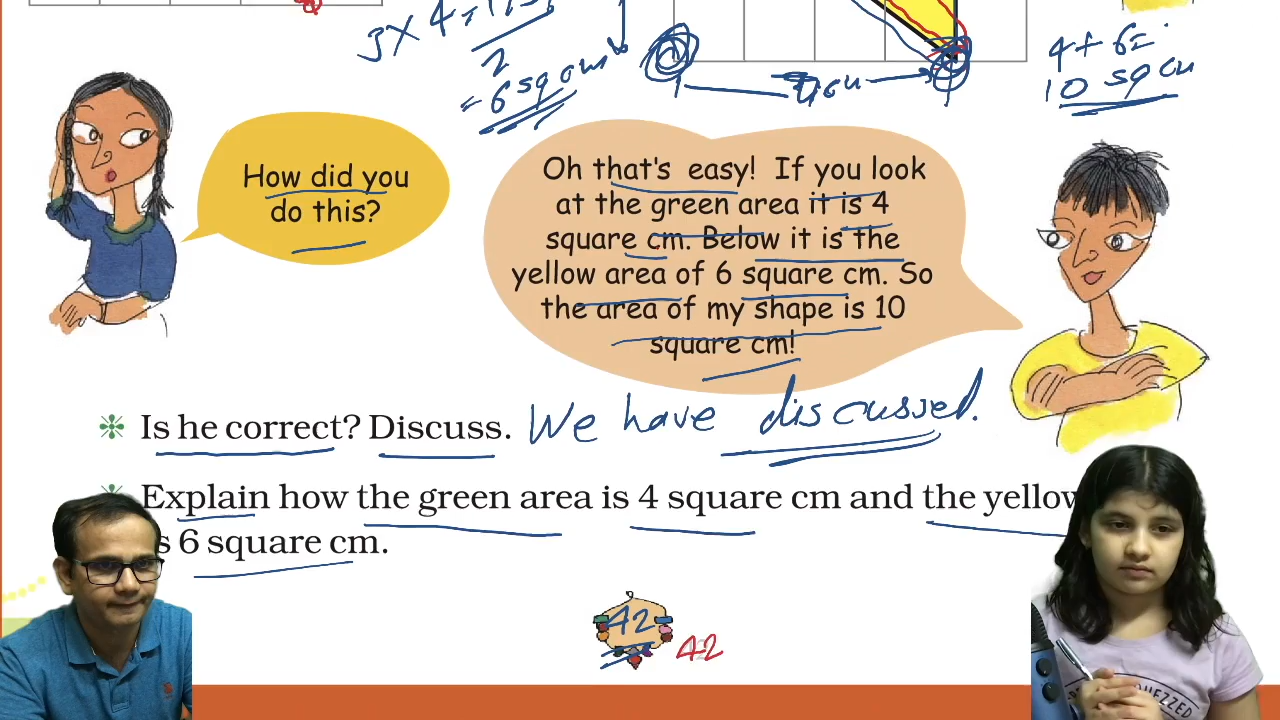 3 × 4 =
2
= 6 sq cm
4 + 6 =
10 sq cm
How did you
do this?
Oh that's easy! If you look
at the green area it is 4
square cm. Below it is the
yellow area of 6 square cm. So
the area of my shape is 10
square cm!
Is he correct? Discuss. We have discussed.
Explain how the green area is 4 square cm and the yellow
6 square cm.
42
42